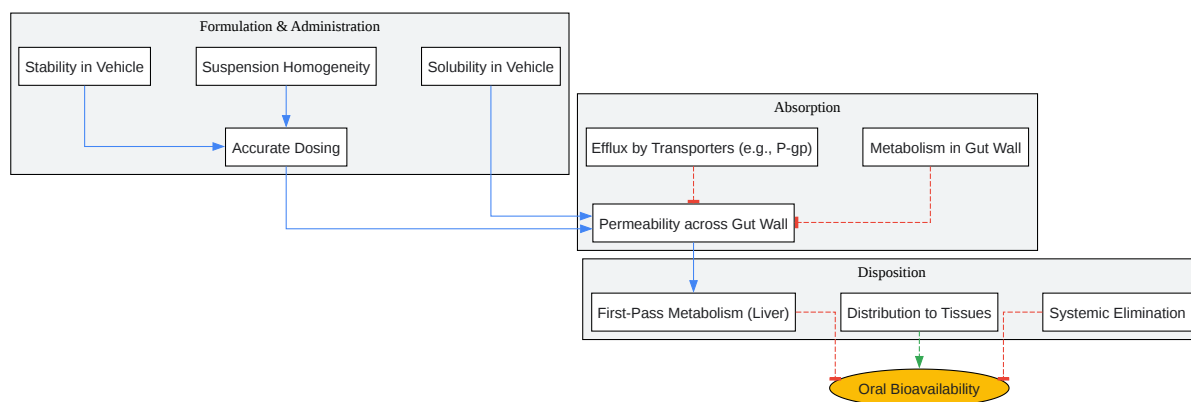 Formulation & Administration
Stability in Vehicle
Suspension Homogeneity
Solubility in Vehicle
Accurate Dosing
Absorption
Efflux by Transporters (e.g., P-gp)
Metabolism in Gut Wall
Permeability across Gut Wall
Disposition
First-Pass Metabolism (Liver)
Distribution to Tissues
Systemic Elimination
Oral Bioavailability